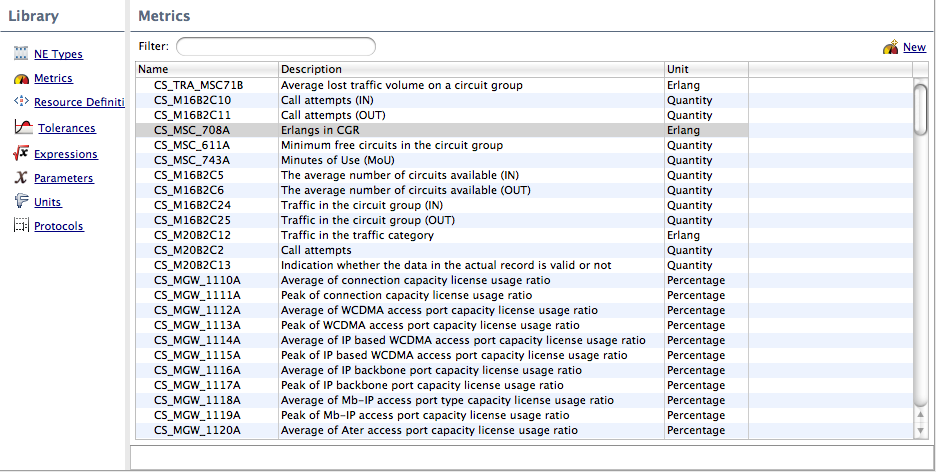 Library
NE Types
Metrics
Resource Definiti
Tolerances
Expressions
Parameters
Units
Protocols
Metrics
Filter:
New
Name Description Unit
CS_TRA_MSC71B Average lost traffic volume on a circuit group Erlang
CS_M16B2C10 Call attempts (IN) Quantity
CS_M16B2C11 Call attempts (OUT) Quantity
CS_MSC_708A Erlangs in CGR Erlang
CS_MSC_611A Minimum free circuits in the circuit group Quantity
CS_MSC_743A Minutes of Use (MoU) Quantity
CS_M16B2C5 The average number of circuits available (IN) Quantity
CS_M16B2C6 The average number of circuits available (OUT) Quantity
CS_M16B2C24 Traffic in the circuit group (IN) Quantity
CS_M16B2C25 Traffic in the circuit group (OUT) Quantity
CS_M20B2C12 Traffic in the traffic category Erlang
CS_M20B2C2 Call attempts Quantity
CS_M20B2C13 Indication whether the data in the actual record is valid or not Quantity
CS_MGW_1110A Average of connection capacity license usage ratio Percentage
CS_MGW_1111A Peak of connection capacity license usage ratio Percentage
CS_MGW_1112A Average of WCDMA access port capacity license usage ratio Percentage
CS_MGW_1113A Peak of WCDMA access port capacity license usage ratio Percentage
CS_MGW_1114A Average of IP based WCDMA access port capacity license usage ratio Percentage
CS_MGW_1115A Peak of IP based WCDMA access port capacity license usage ratio Percentage
CS_MGW_1116A Average of IP backbone port capacity license usage ratio Percentage
CS_MGW_1117A Peak of IP backbone port capacity license usage ratio Percentage
CS_MGW_1118A Average of Mb-IP access port type capacity license usage ratio Percentage
CS_MGW_1119A Peak of Mb-IP access port capacity license usage ratio Percentage
CS_MGW_1120A Average of Ater access port capacity license usage ratio Percentage